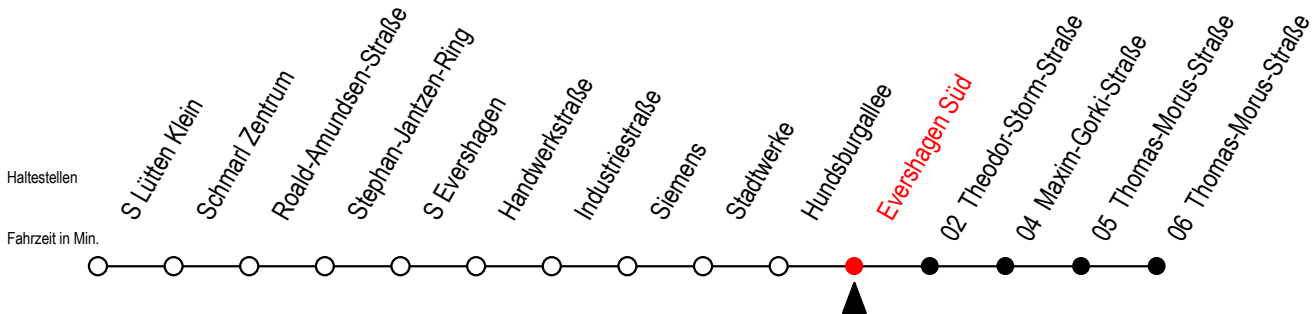 S Lütten Klein
Schmarl Zentrum
Roald-Amundsen-Straße
Stephan-Jantzen-Ring
S Evershagen
Handwerkstraße
Industriestraße
Siemens
Stadtwerke
Hundsburgallee
Evershagen Süd
02 Theodor-Storm-Straße
04 Maxim-Gorki-Straße
05 Thomas-Morus-Straße
06 Thomas-Morus-Straße
Haltestellen
Fahrzeit in Min.